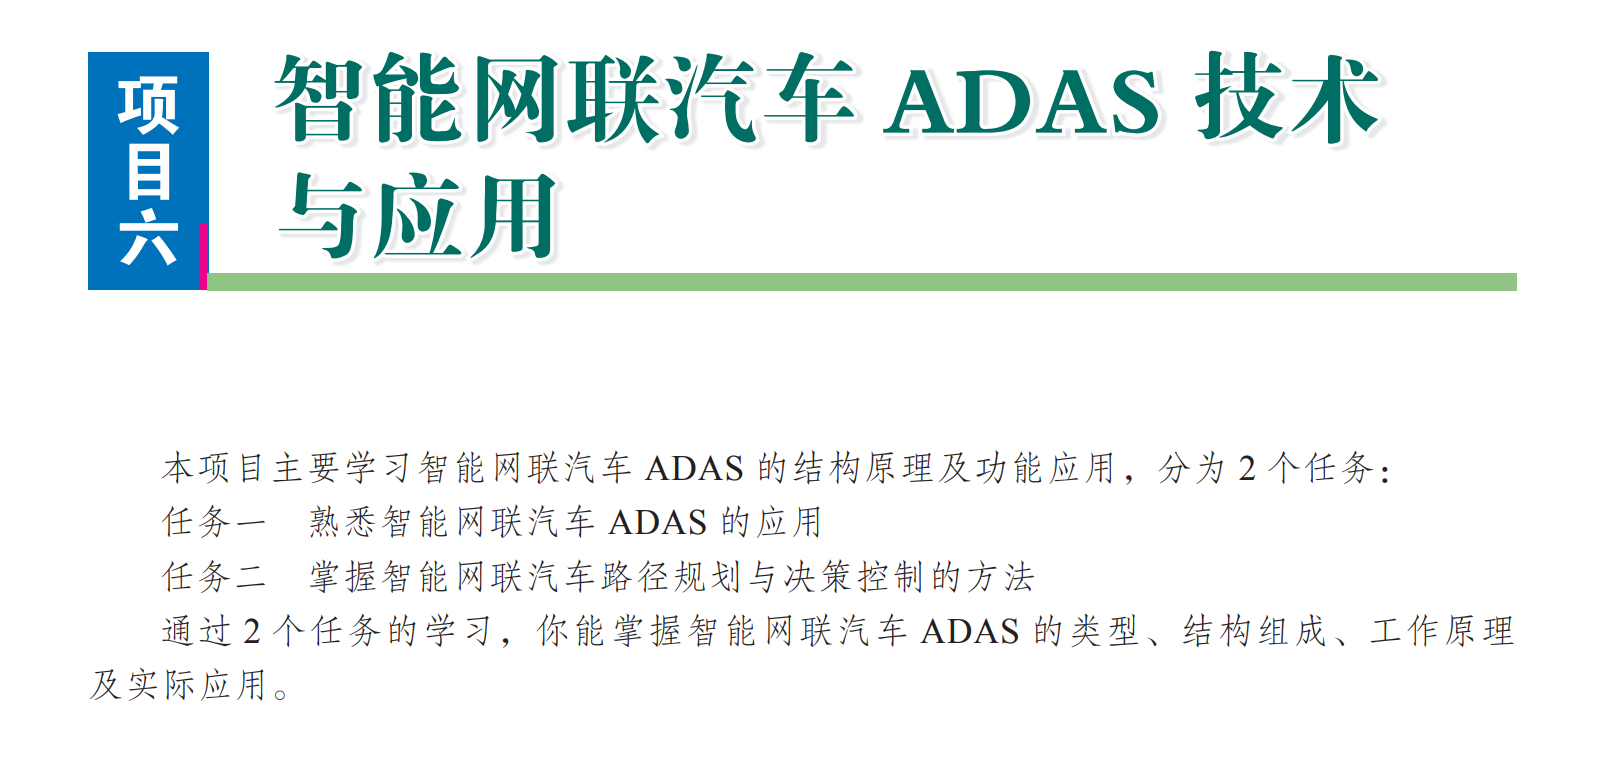 项目六
智能网联汽车 ADAS 技术
与应用
本项目主要学习智能网联汽车 ADAS 的结构原理及功能应用，分为 2 个任务：
任务一　熟悉智能网联汽车 ADAS 的应用
任务二　掌握智能网联汽车路径规划与决策控制的方法
通过 2 个任务的学习，你能掌握智能网联汽车 ADAS 的类型、结构组成、工作原理
及实际应用。